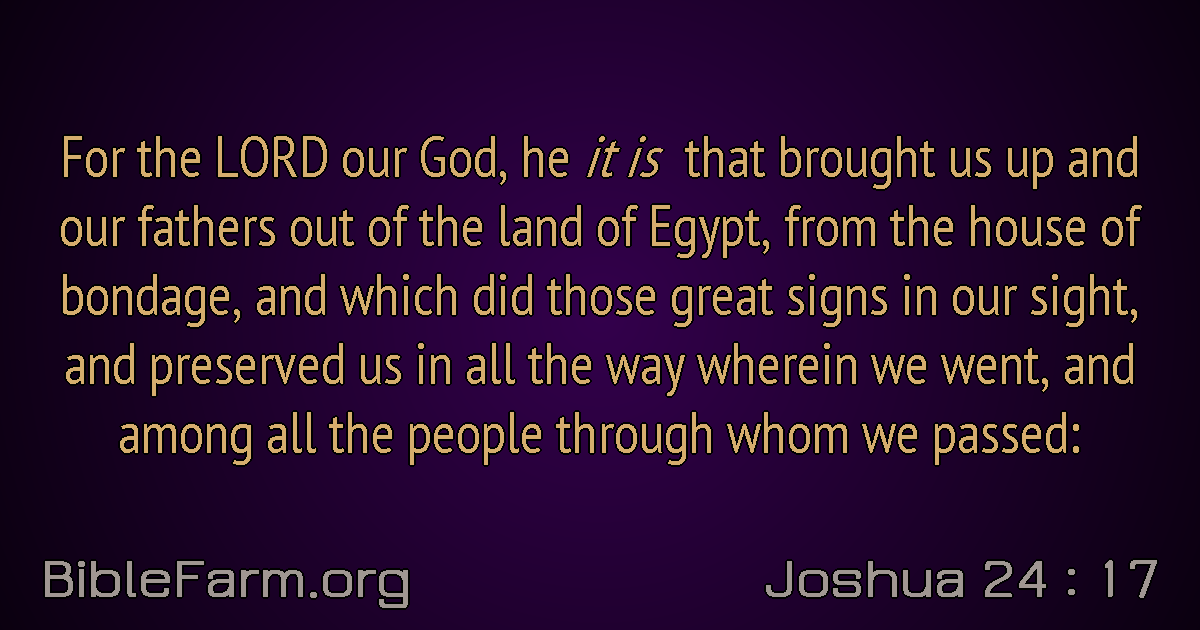 For the LORD our God, he it is that brought us up and
our fathers out of the land of Egypt, from the house of
bondage, and which did those great signs in our sight,
and preserved us in all the way wherein we went, and
among all the people through whom we passed:
BibleFarm.org
Joshua 24 : 17